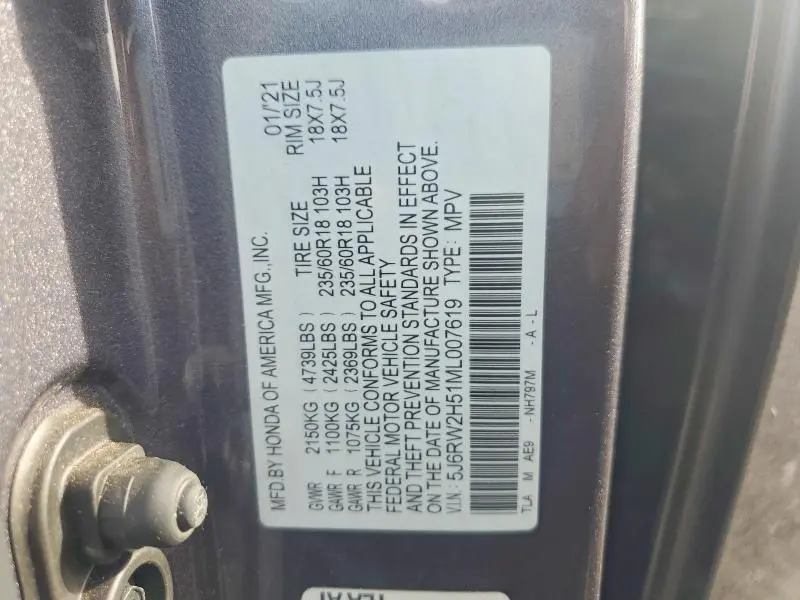 MFD.BY HONDA OF AMERICA MFG.,INC. 01/'21
TIRE SIZE RIM SIZE
GVWR 2150KG (4739LBS)
GAWR F 1100KG (2425LBS) 235/60R18 103H 18X7.5J
GAWR R 1075KG (2369LBS) 235/60R18 103H 18X7.5J
THIS VEHICLE CONFORMS TO ALL APPLICABLE
FEDERAL MOTOR VEHICLE SAFETY
AND THEFT PREVENTION STANDARDS IN EFFECT
ON THE DATE OF MANUFACTURE SHOWN ABOVE.
V.I.N.: 5J6RW2H51ML007619 TYPE: MPV
TLA M AE9 - NH797M - A - L